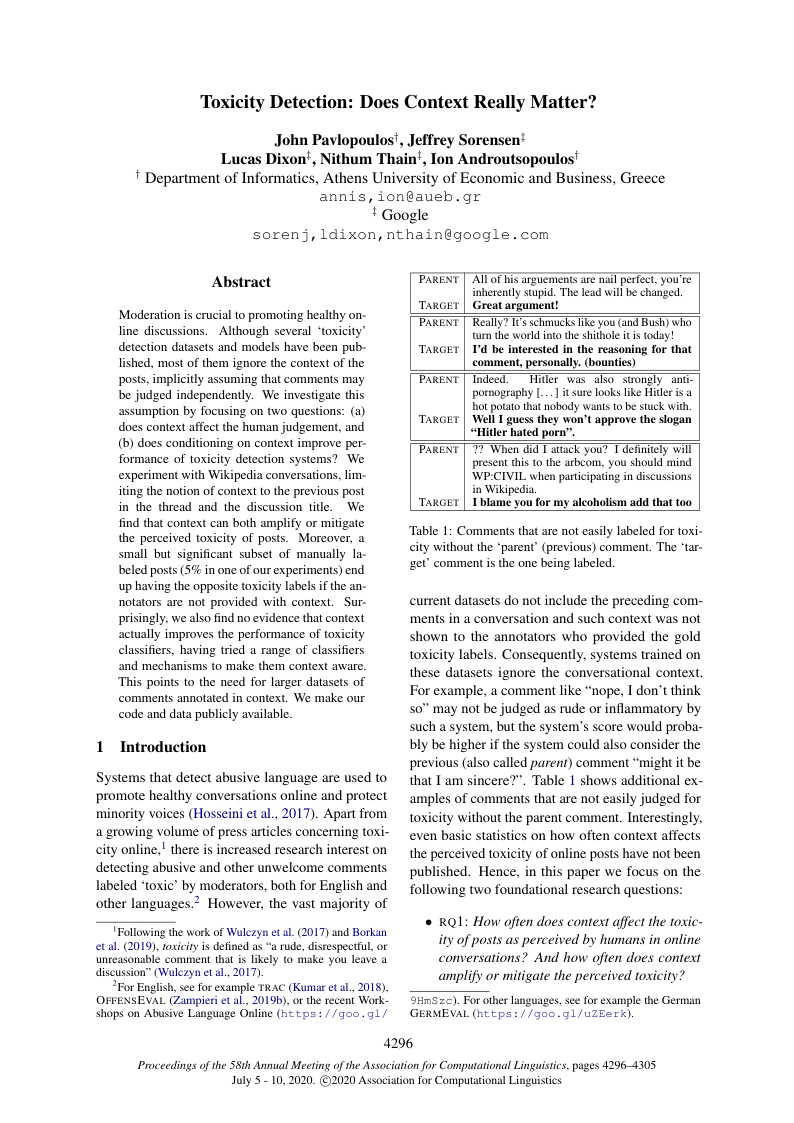 Toxicity Detection: Does Context Really Matter?
John Pavlopoulos†, Jeffrey Sorensen‡
Lucas Dixon‡, Nithum Thain‡, Ion Androutsopoulos†
† Department of Informatics, Athens University of Economic and Business, Greece
annis,ion@aueb.gr
‡ Google
sorenj,ldixon,nthain@google.com
Abstract
Moderation is crucial to promoting healthy on-
line discussions. Although several ‘toxicity’
detection datasets and models have been pub-
lished, most of them ignore the context of the
posts, implicitly assuming that comments may
be judged independently. We investigate this
assumption by focusing on two questions: (a)
does context affect the human judgement, and
(b) does conditioning on context improve per-
formance of toxicity detection systems? We
experiment with Wikipedia conversations, lim-
iting the notion of context to the previous post
in the thread and the discussion title. We
find that context can both amplify or mitigate
the perceived toxicity of posts. Moreover, a
small but significant subset of manually la-
beled posts (5% in one of our experiments) end
up having the opposite toxicity labels if the an-
notators are not provided with context. Sur-
prisingly, we also find no evidence that context
actually improves the performance of toxicity
classifiers, having tried a range of classifiers
and mechanisms to make them context aware.
This points to the need for larger datasets of
comments annotated in context. We make our
code and data publicly available.
1 Introduction
Systems that detect abusive language are used to
promote healthy conversations online and protect
minority voices (Hosseini et al., 2017). Apart from
a growing volume of press articles concerning toxi-
city online,1 there is increased research interest on
detecting abusive and other unwelcome comments
labeled ‘toxic’ by moderators, both for English and
other languages.2 However, the vast majority of
1Following the work of Wulczyn et al. (2017) and Borkan
et al. (2019), toxicity is defined as “a rude, disrespectful, or
unreasonable comment that is likely to make you leave a
discussion” (Wulczyn et al., 2017).
2For English, see for example TRAC (Kumar et al., 2018),
OFFENSEVAL (Zampieri et al., 2019b), or the recent Work-
shops on Abusive Language Online (https://goo.gl/
PARENT All of his arguements are nail perfect, you’re
inherently stupid. The lead will be changed.
TARGET Great argument!
PARENT Really? It’s schmucks like you (and Bush) who
turn the world into the shithole it is today!
TARGET I’d be interested in the reasoning for that
comment, personally. (bounties)
PARENT Indeed. Hitler was also strongly anti-
pornography [. . . ] it sure looks like Hitler is a
hot potato that nobody wants to be stuck with.
TARGET Well I guess they won’t approve the slogan
“Hitler hated porn”.
PARENT ?? When did I attack you? I definitely will
present this to the arbcom, you should mind
WP:CIVIL when participating in discussions
in Wikipedia.
TARGET I blame you for my alcoholism add that too
Table 1: Comments that are not easily labeled for toxi-
city without the ‘parent’ (previous) comment. The ‘tar-
get’ comment is the one being labeled.
current datasets do not include the preceding com-
ments in a conversation and such context was not
shown to the annotators who provided the gold
toxicity labels. Consequently, systems trained on
these datasets ignore the conversational context.
For example, a comment like “nope, I don’t think
so” may not be judged as rude or inflammatory by
such a system, but the system’s score would proba-
bly be higher if the system could also consider the
previous (also called parent) comment “might it be
that I am sincere?”. Table 1 shows additional ex-
amples of comments that are not easily judged for
toxicity without the parent comment. Interestingly,
even basic statistics on how often context affects
the perceived toxicity of online posts have not been
published. Hence, in this paper we focus on the
following two foundational research questions:
• RQ1: How often does context affect the toxic-
ity of posts as perceived by humans in online
conversations? And how often does context
amplify or mitigate the perceived toxicity?
9HmSzc). For other languages, see for example the German
GERMEVAL (https://goo.gl/uZEerk).
4296
Proceedings of the 58th Annual Meeting of the Association for Computational Linguistics, pages 4296–4305
July 5 - 10, 2020. ©2020 Association for Computational Linguistics